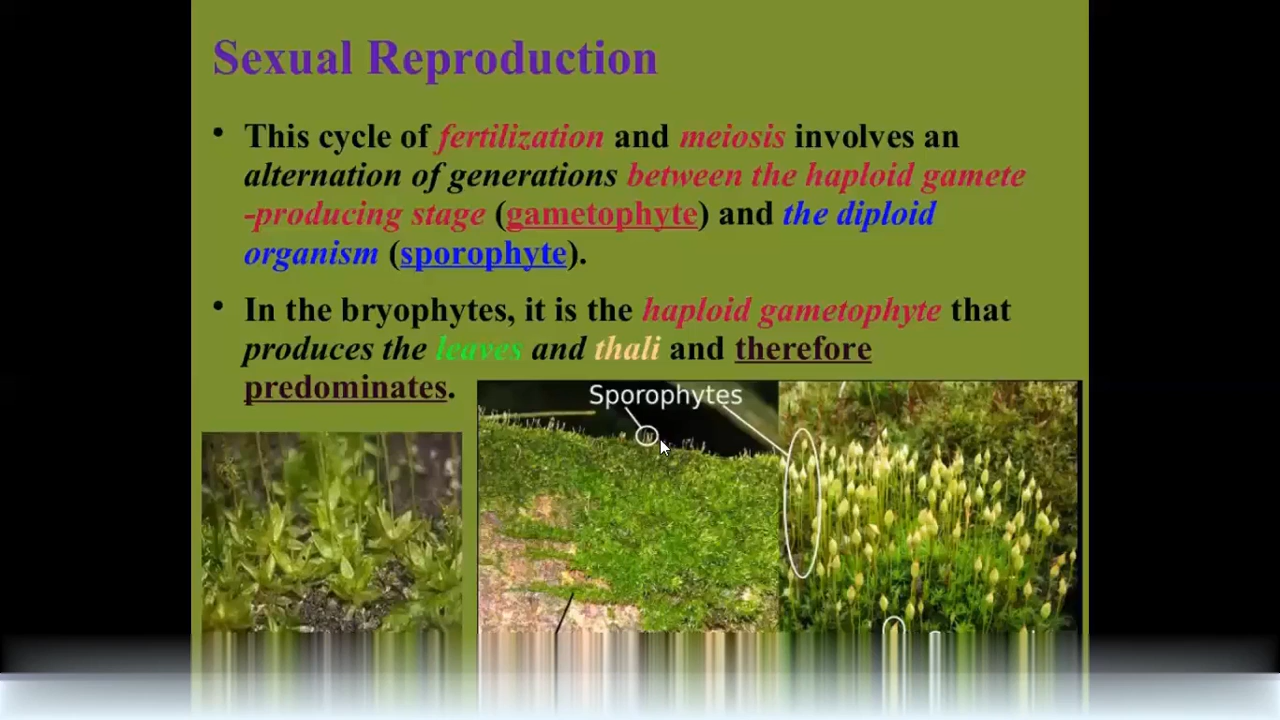 Sexual Reproduction
• This cycle of fertilization and meiosis involves an
alternation of generations between the haploid gamete
-producing stage (gametophyte) and the diploid
organism (sporophyte).
• In the bryophytes, it is the haploid gametophyte that
produces the leaves and thali and therefore
predominates.
Sporophytes